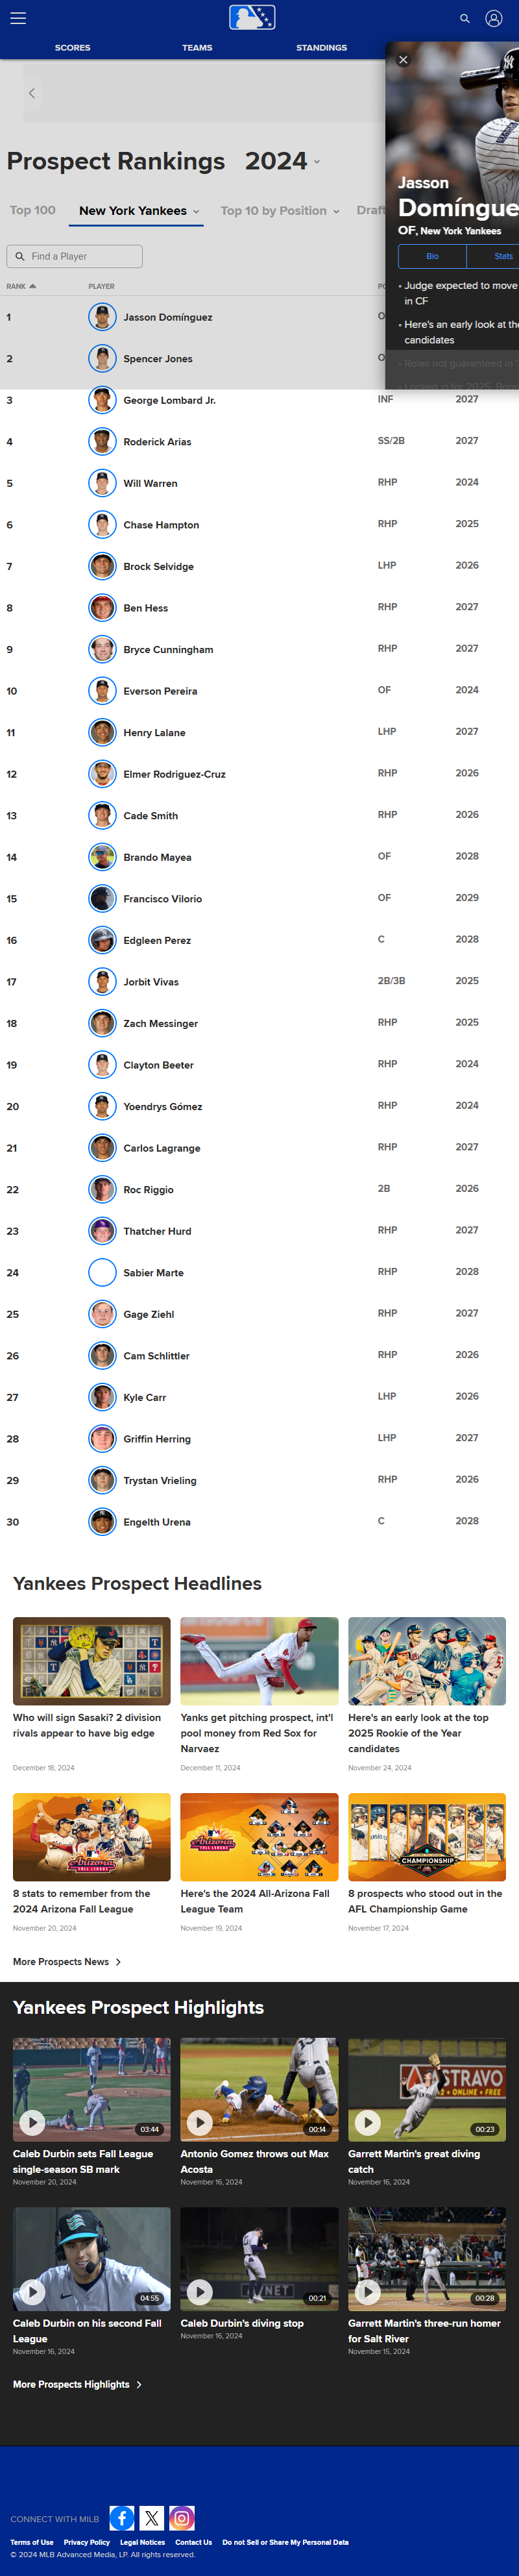 SCORES TEAMS STANDINGS
Prospect Rankings 2024
Top 100 New York Yankees Top 10 by Position Draft
Find a Player
RANK PLAYER
Jasson
Domíngue
OF, New York Yankees
Bio Stats
• Judge expected to move
in CF
• Here's an early look at the
candidates
1 Jasson Domínguez
2 Spencer Jones
3 George Lombard Jr. INF 2027
4 Roderick Arias SS/2B 2027
5 Will Warren RHP 2024
6 Chase Hampton RHP 2025
7 Brock Selvidge LHP 2026
8 Ben Hess RHP 2027
9 Bryce Cunningham RHP 2027
10 Everson Pereira OF 2024
11 Henry Lalane LHP 2027
12 Elmer Rodriguez-Cruz RHP 2026
13 Cade Smith RHP 2026
14 Brando Mayea OF 2028
15 Francisco Vilorio OF 2029
16 Edgleen Perez C 2028
17 Jorbit Vivas 2B/3B 2025
18 Zach Messinger RHP 2025
19 Clayton Beeter RHP 2024
20 Yoendrys Gómez RHP 2024
21 Carlos Lagrange RHP 2027
22 Roc Riggio 2B 2026
23 Thatcher Hurd RHP 2027
24 Sabier Marte RHP 2028
25 Gage Ziehl RHP 2027
26 Cam Schlittler RHP 2026
27 Kyle Carr LHP 2026
28 Griffin Herring LHP 2027
29 Trystan Vrieling RHP 2026
30 Engelth Urena C 2028
Yankees Prospect Headlines
Who will sign Sasaki? 2 division
rivals appear to have big edge
December 18, 2024
Yanks get pitching prospect, int'l
pool money from Red Sox for
Narvaez
December 11, 2024
Here's an early look at the top
2025 Rookie of the Year
candidates
November 24, 2024
8 stats to remember from the
2024 Arizona Fall League
November 20, 2024
Here's the 2024 All-Arizona Fall
League Team
November 19, 2024
CHAMPIONSHIP
8 prospects who stood out in the
AFL Championship Game
November 17, 2024
More Prospects News
Yankees Prospect Highlights
03:44
Caleb Durbin sets Fall League
single-season SB mark
November 20, 2024
00:14
Antonio Gomez throws out Max
Acosta
November 16, 2024
00:23
Garrett Martin's great diving
catch
November 16, 2024
04:55
Caleb Durbin on his second Fall
League
November 16, 2024
00:21
Caleb Durbin's diving stop
November 16, 2024
00:28
Garrett Martin's three-run homer
for Salt River
November 15, 2024
More Prospects Highlights
CONNECT WITH MILB
Terms of Use Privacy Policy Legal Notices Contact Us Do not Sell or Share My Personal Data
© 2024 MLB Advanced Media, LP. All rights reserved.